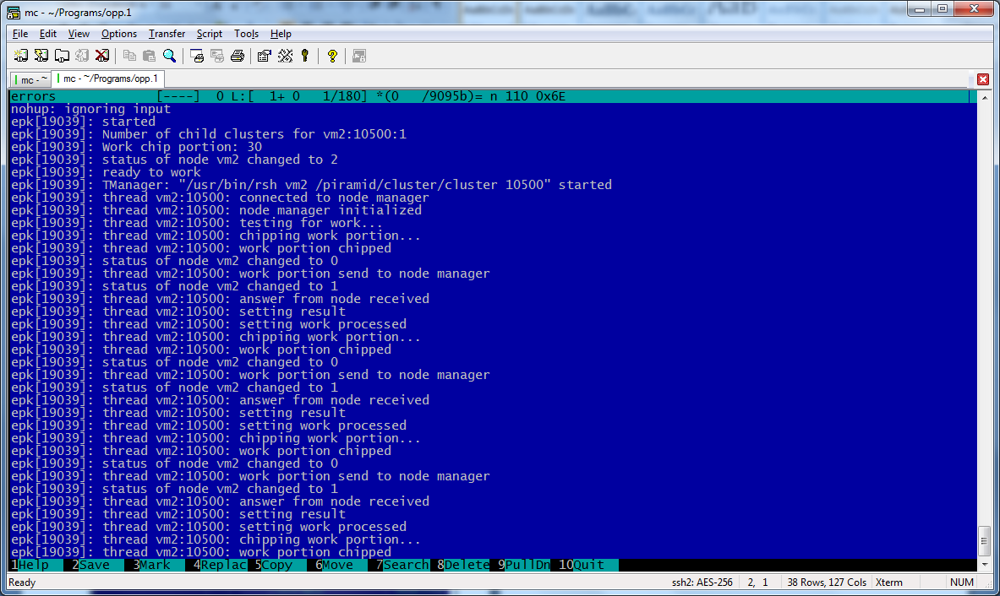 mc - ~/Programs/opp.1
File Edit View Options Transfer Script Tools Help
mc - ~ mc - ~/Programs/opp.1
errors [----] 0 L:[ 1+ 0 1/180] *(0 /9095b)= n 110 0x6E
nohup: ignoring input
epk[19039]: started
epk[19039]: Number of child clusters for vm2:10500:1
epk[19039]: Work chip portion: 30
epk[19039]: status of node vm2 changed to 2
epk[19039]: ready to work
epk[19039]: TManager: "/usr/bin/rsh vm2 /piramid/cluster/cluster 10500" started
epk[19039]: thread vm2:10500: connected to node manager
epk[19039]: thread vm2:10500: node manager initialized
epk[19039]: thread vm2:10500: testing for work...
epk[19039]: thread vm2:10500: chipping work portion...
epk[19039]: thread vm2:10500: work portion chipped
epk[19039]: status of node vm2 changed to 0
epk[19039]: thread vm2:10500: work portion send to node manager
epk[19039]: status of node vm2 changed to 1
epk[19039]: thread vm2:10500: answer from node received
epk[19039]: thread vm2:10500: setting result
epk[19039]: thread vm2:10500: setting work processed
epk[19039]: thread vm2:10500: chipping work portion...
epk[19039]: thread vm2:10500: work portion chipped
epk[19039]: status of node vm2 changed to 0
epk[19039]: thread vm2:10500: work portion send to node manager
epk[19039]: status of node vm2 changed to 1
epk[19039]: thread vm2:10500: answer from node received
epk[19039]: thread vm2:10500: setting result
epk[19039]: thread vm2:10500: setting work processed
epk[19039]: thread vm2:10500: chipping work portion...
epk[19039]: thread vm2:10500: work portion chipped
epk[19039]: status of node vm2 changed to 0
epk[19039]: thread vm2:10500: work portion send to node manager
epk[19039]: status of node vm2 changed to 1
epk[19039]: thread vm2:10500: answer from node received
epk[19039]: thread vm2:10500: setting result
epk[19039]: thread vm2:10500: setting work processed
epk[19039]: thread vm2:10500: chipping work portion...
epk[19039]: thread vm2:10500: work portion chipped
1Help 2Save 3Mark 4Replac 5Copy 6Move 7Search 8Delete 9PullDn 10Quit
Ready ssh2: AES-256 2, 1 38 Rows, 127 Cols Xterm NUM